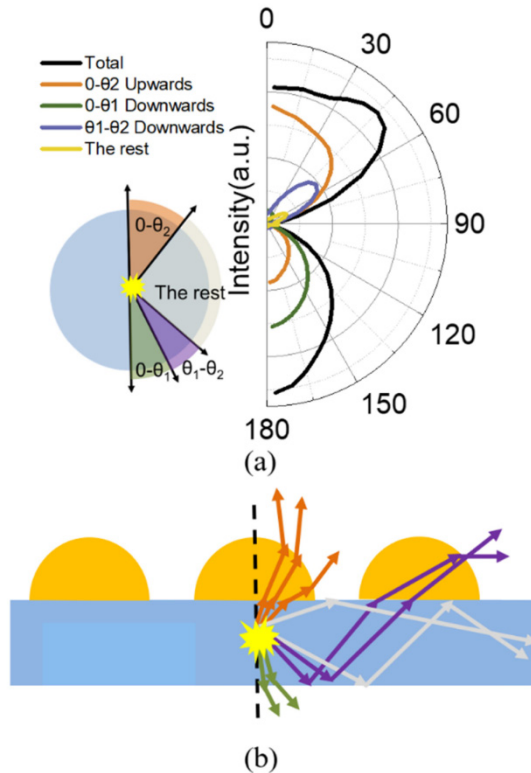 0
30
60
90
120
150
180
Intensity(a.u.)
Total
0-θ2 Upwards
0-θ1 Downwards
θ1-θ2 Downwards
The rest
0-θ₂
The rest
0-θ₁
θ₁-θ₂
(a)
(b)